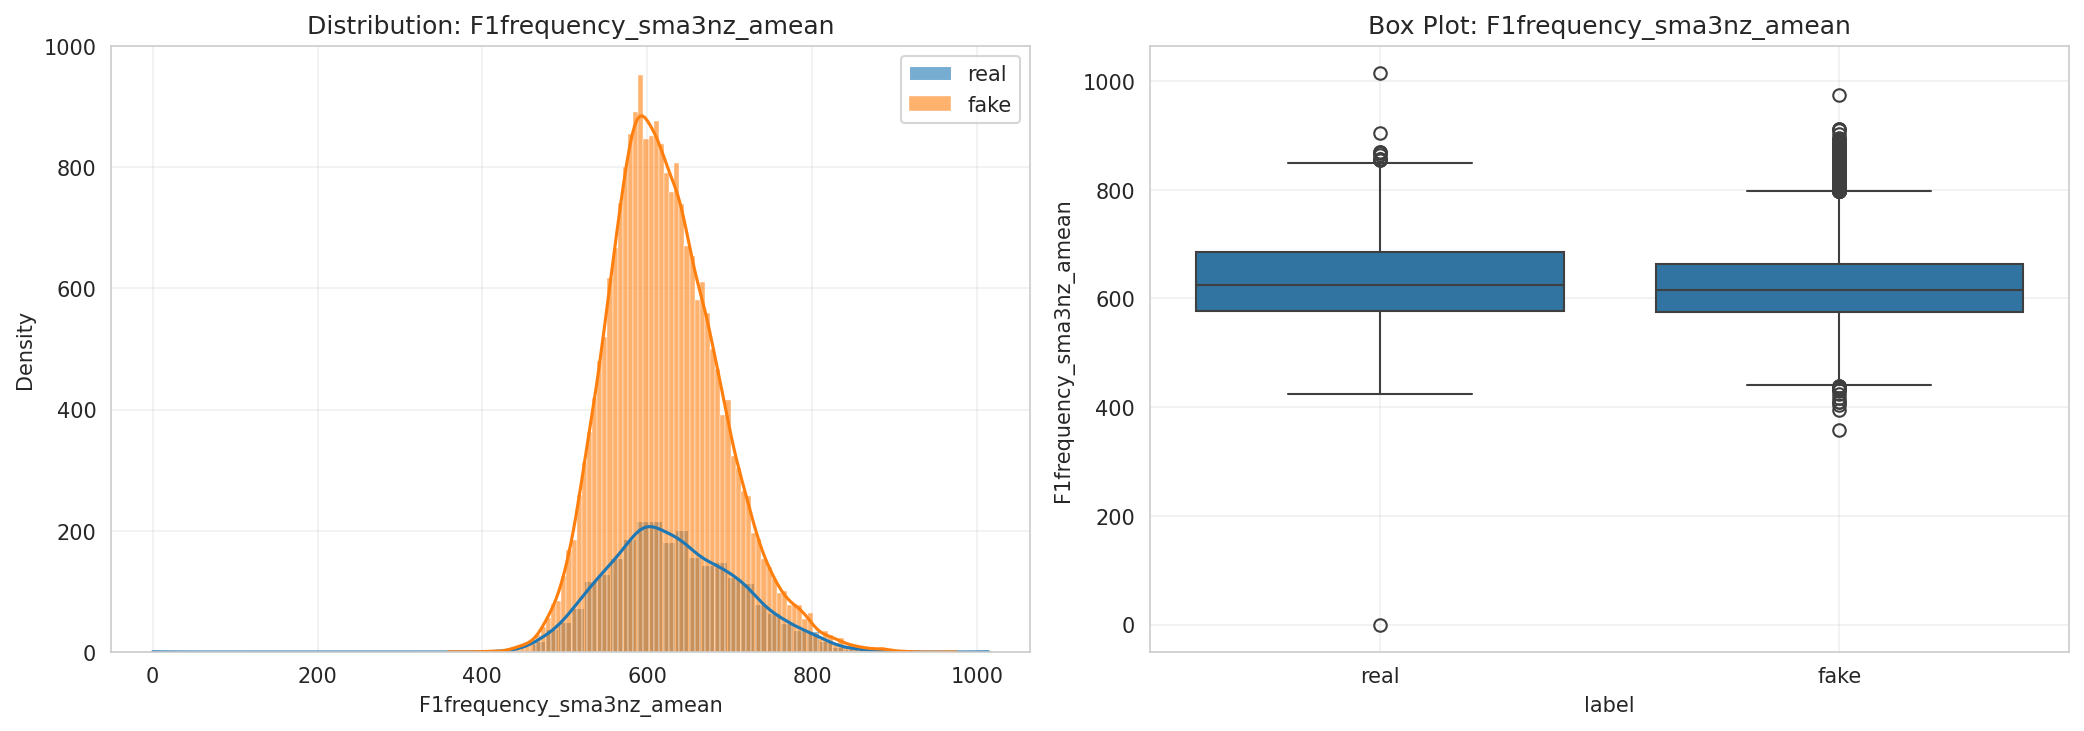 Distribution: F1frequency_sma3nz_amean
1000
800
600
400
200
0
Density
real
fake
0 200 400 600 800 1000
F1frequency_sma3nz_amean
Box Plot: F1frequency_sma3nz_amean
1000
800
600
400
200
0
F1frequency_sma3nz_amean
real fake
label